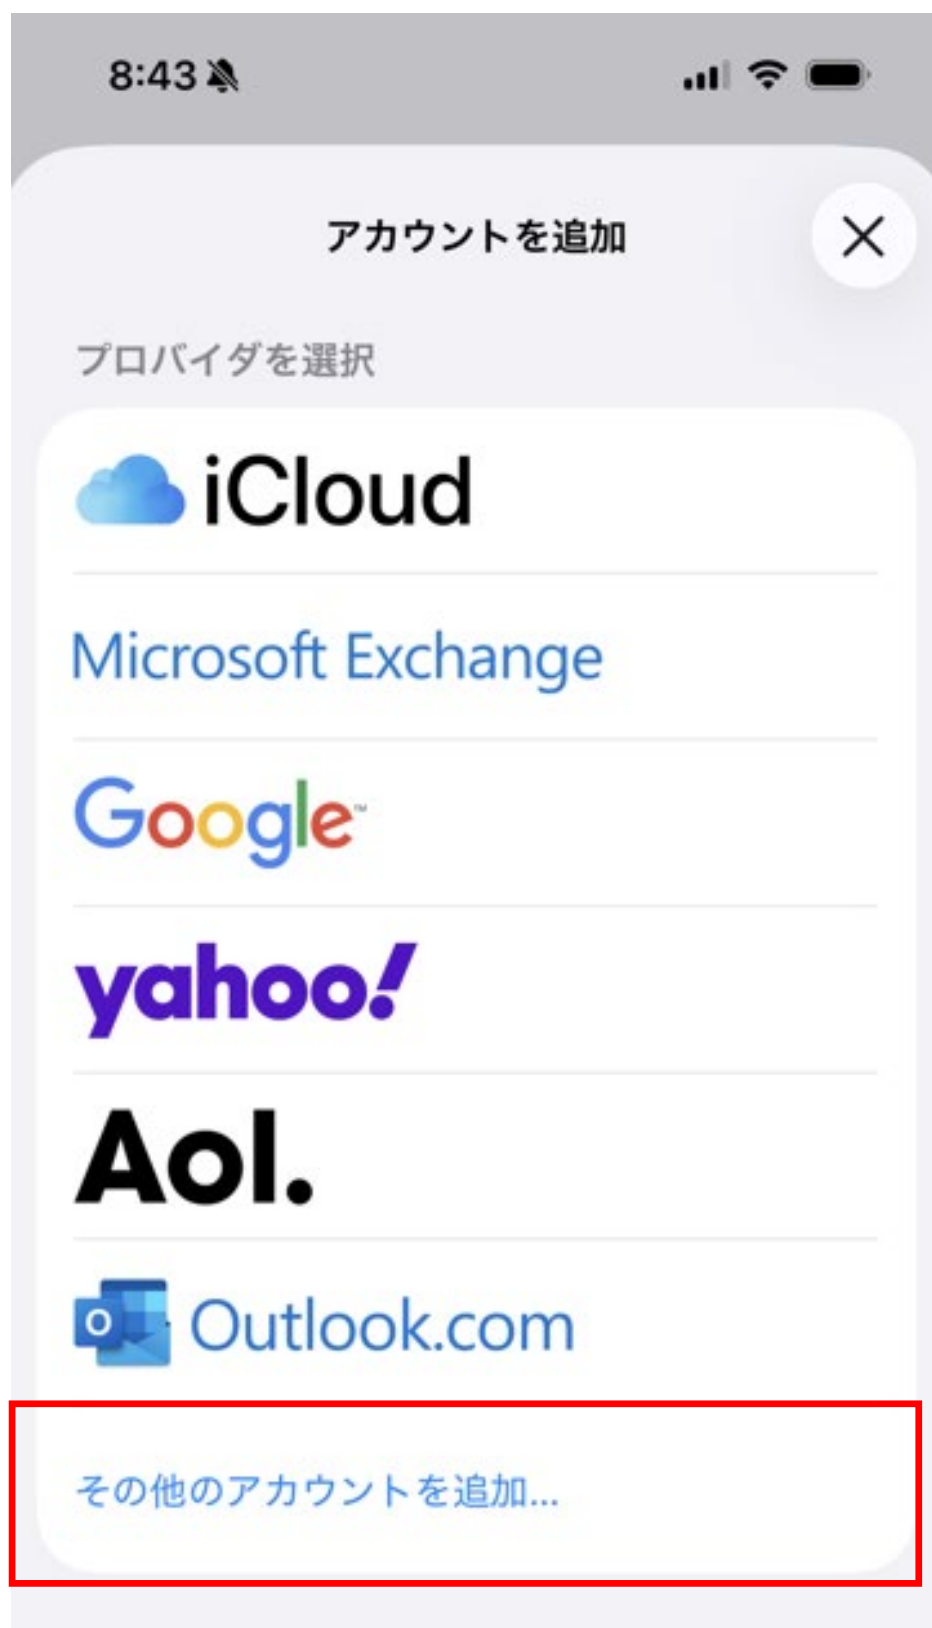 8:43
アカウントを追加
プロバイダを選択
iCloud
Microsoft Exchange
Google™
yahoo!
Aol.
Outlook.com
その他のアカウントを追加...